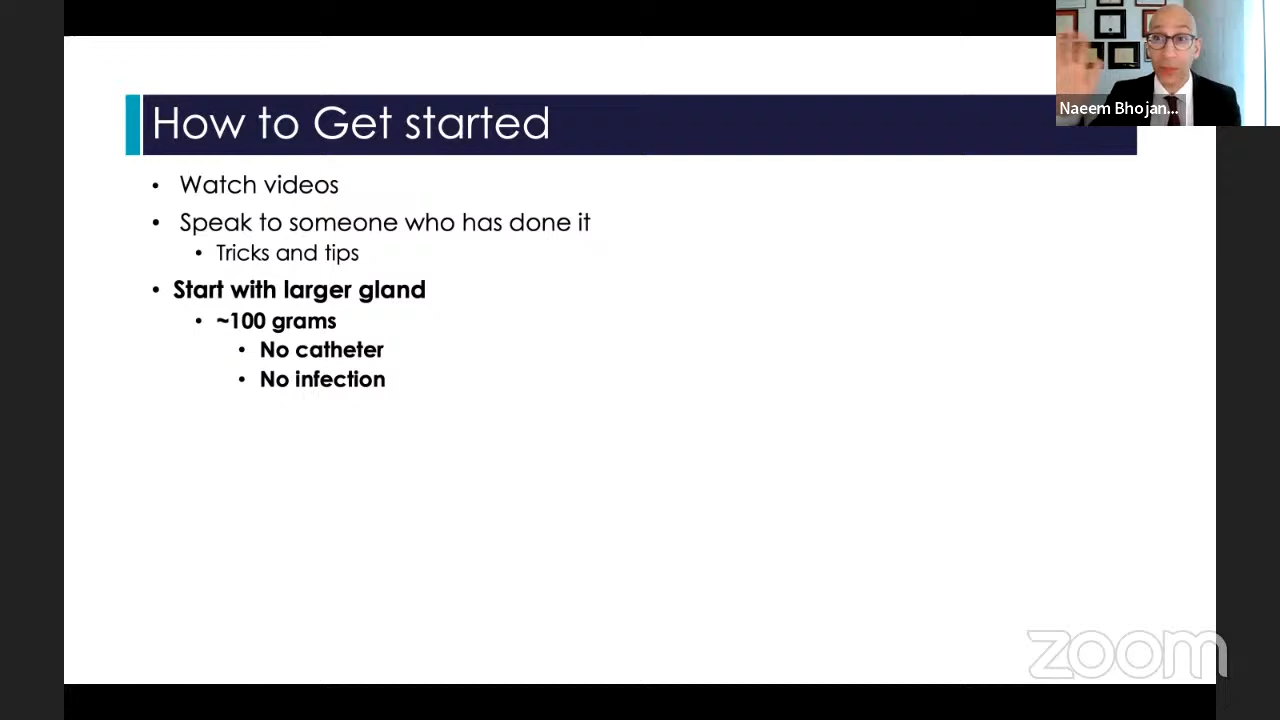 How to Get started
Naeem Bhojan...
• Watch videos
• Speak to someone who has done it
• Tricks and tips
• Start with larger gland
• ~100 grams
• No catheter
• No infection
zoom